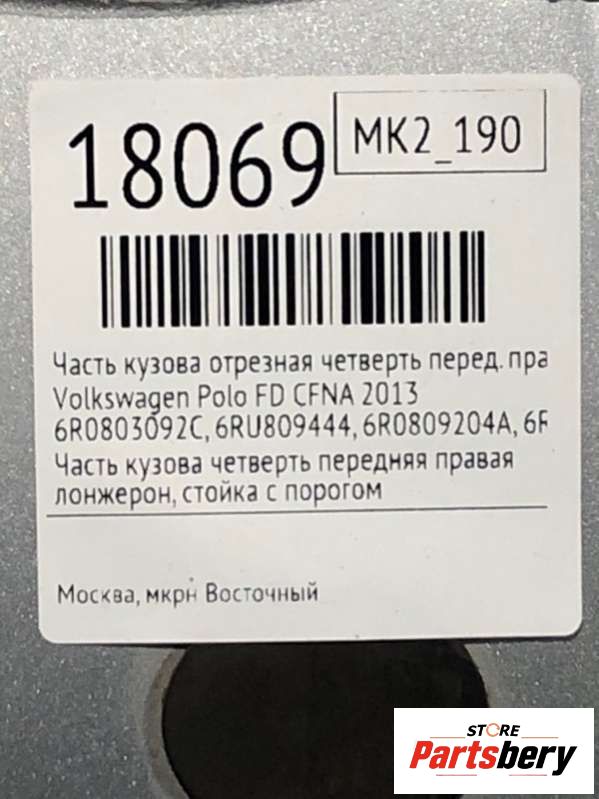 18069
MK2_190
Часть кузова отрезная четверть перед. пра
Volkswagen Polo FD CFNA 2013
6R0803092C, 6RU809444, 6R0809204A, 6R
Часть кузова четверть передняя правая
лонжерон, стойка с порогом
Москва, мкрн Восточный
STORE
Partsbery